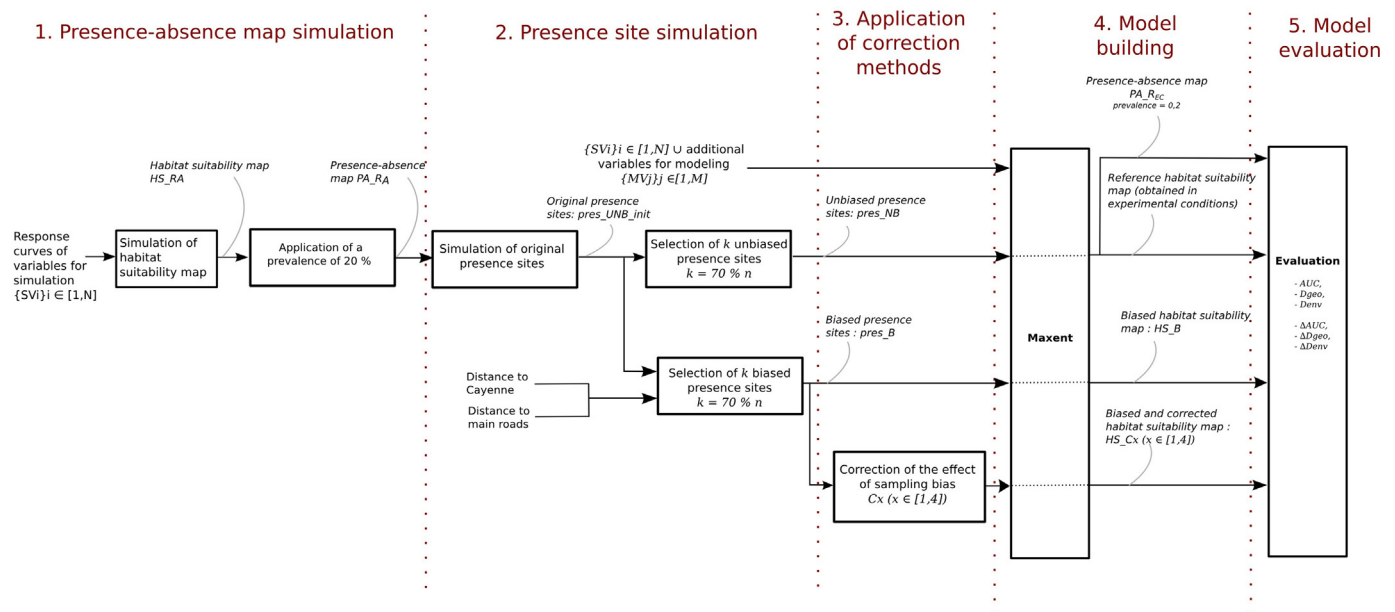 1. Presence-absence map simulation
2. Presence site simulation
3. Application
of correction
methods
4. Model
building
5. Model
evaluation
Response
curves of
variables for
simulation
{SVi}i ∈ [1,N]
Simulation of
habitat
suitability map
Habitat suitability map
HS_RA
Application of a
prevalence of 20 %
Presence-absence
map PA_RA
Simulation of original
presence sites
Original presence
sites: pres_UNB_init
{SVi}i ∈ [1,N] ∪ additional
variables for modeling
{MVj}j ∈[1,M]
Selection of k unbiased
presence sites
k = 70 % n
Distance to
Cayenne
Distance to
main roads
Selection of k biased
presence sites
k = 70 % n
Unbiased presence
sites: pres_NB
Biased presence
sites : pres_B
Correction of the effect
of sampling bias
Cx (x ∈ [1,4])
Maxent
Presence-absence map
PA_REC
prevalence = 0,2
Reference habitat suitability
map (obtained in
experimental conditions)
Biased habitat suitability
map : HS_B
Biased and corrected
habitat suitability map :
HS_Cx (x ∈ [1,4])
Evaluation
- AUC,
- Dgeo,
- Denv
- ΔAUC,
- ΔDgeo,
- ΔDenv